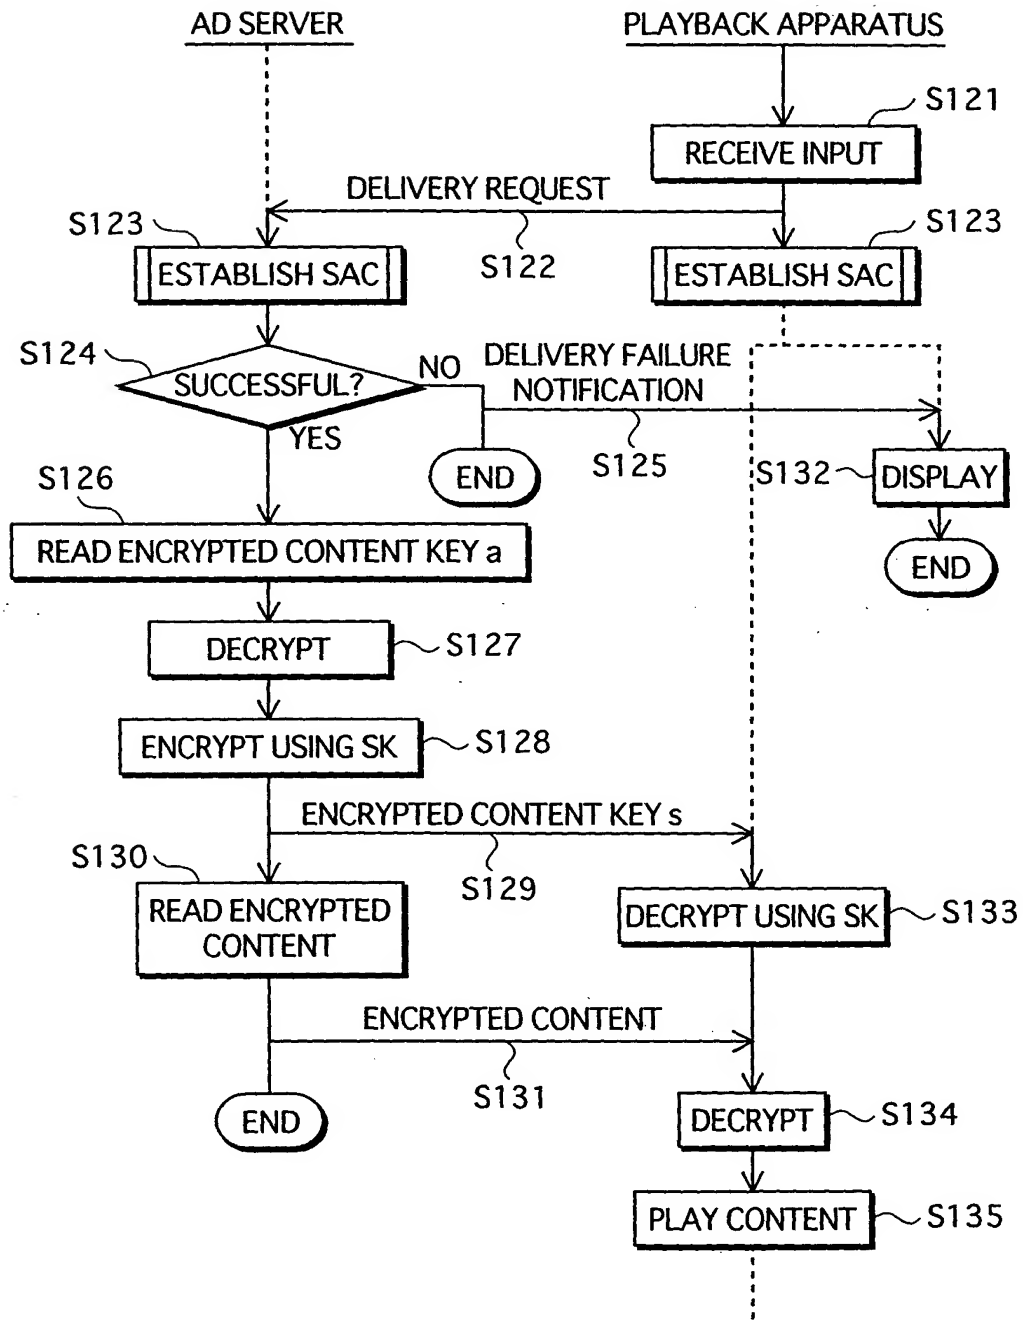 AD SERVER
PLAYBACK APPARATUS
S121
RECEIVE INPUT
DELIVERY REQUEST
S122
S123
ESTABLISH SAC
S123
ESTABLISH SAC
S124
SUCCESSFUL?
NO
YES
DELIVERY FAILURE
NOTIFICATION
S125
END
S132
DISPLAY
END
S126
READ ENCRYPTED CONTENT KEY a
DECRYPT
S127
ENCRYPT USING SK
S128
ENCRYPTED CONTENT KEY s
S129
S130
READ ENCRYPTED
CONTENT
DECRYPT USING SK
S133
ENCRYPTED CONTENT
S131
END
DECRYPT
S134
PLAY CONTENT
S135